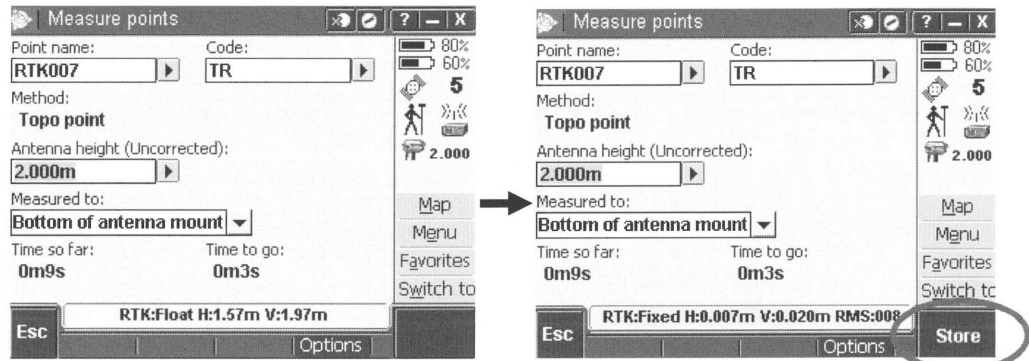 Measure points
? – X
Point name: Code:
RTK007 TR
Method:
Topo point
Antenna height (Uncorrected):
2.000m
Measured to:
Bottom of antenna mount
Time so far: Time to go:
0m9s 0m3s
RTK:Float H:1.57m V:1.97m
Esc
Options
80%
60%
5
2.000
Map
Menu
Favorites
Switch to
Measure points
? – X
Point name: Code:
RTK007 TR
Method:
Topo point
Antenna height (Uncorrected):
2.000m
Measured to:
Bottom of antenna mount
Time so far: Time to go:
0m9s 0m3s
RTK:Fixed H:0.007m V:0.020m RMS:008
Esc
Options
Store
80%
60%
5
2.000
Map
Menu
Favorites
Switch to